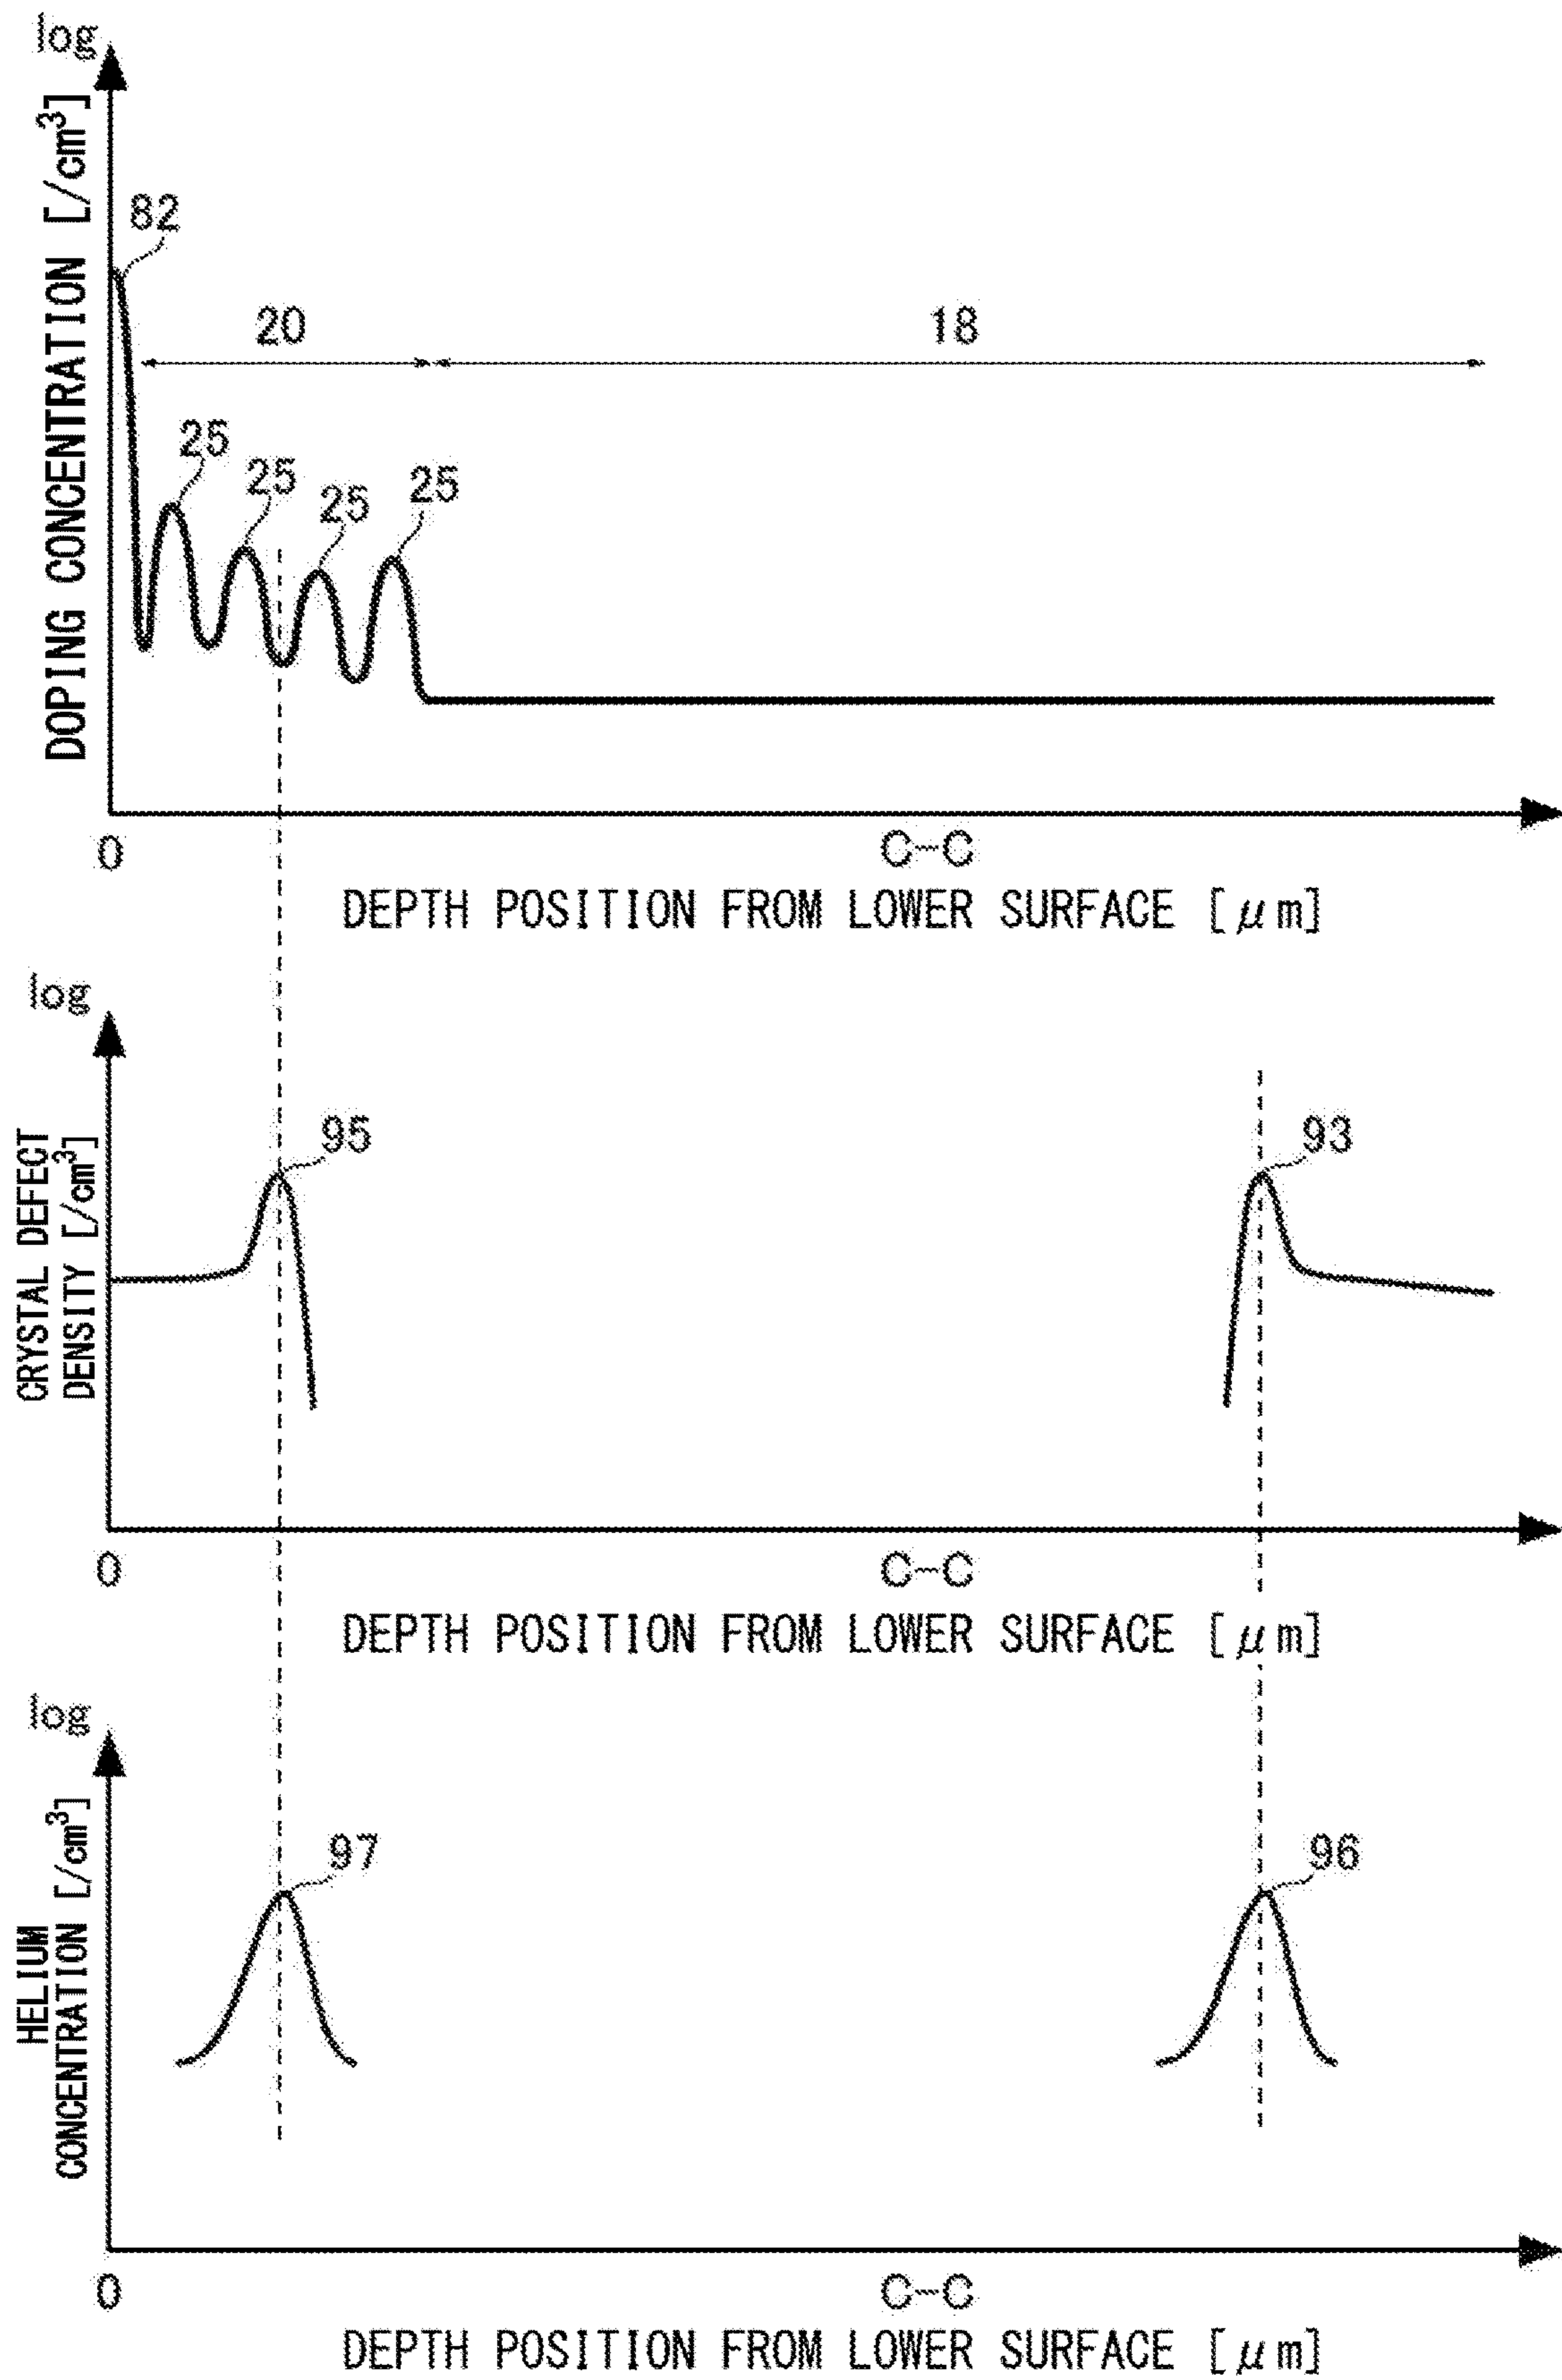 log
DOPING CONCENTRATION [/cm³]
82
20
18
25
25
25
25
0
C-C
DEPTH POSITION FROM LOWER SURFACE [μm]
log
CRYSTAL DEFECT
DENSITY [/cm³]
95
93
0
C-C
DEPTH POSITION FROM LOWER SURFACE [μm]
log
HELIUM
CONCENTRATION [/cm³]
97
96
0
C-C
DEPTH POSITION FROM LOWER SURFACE [μm]